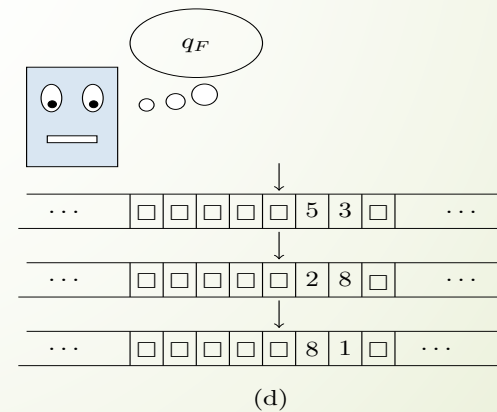 q_F
··· □ □ □ □ □ 5 3 □ ···
··· □ □ □ □ □ 2 8 □ ···
··· □ □ □ □ □ 8 1 □ ···
(d)